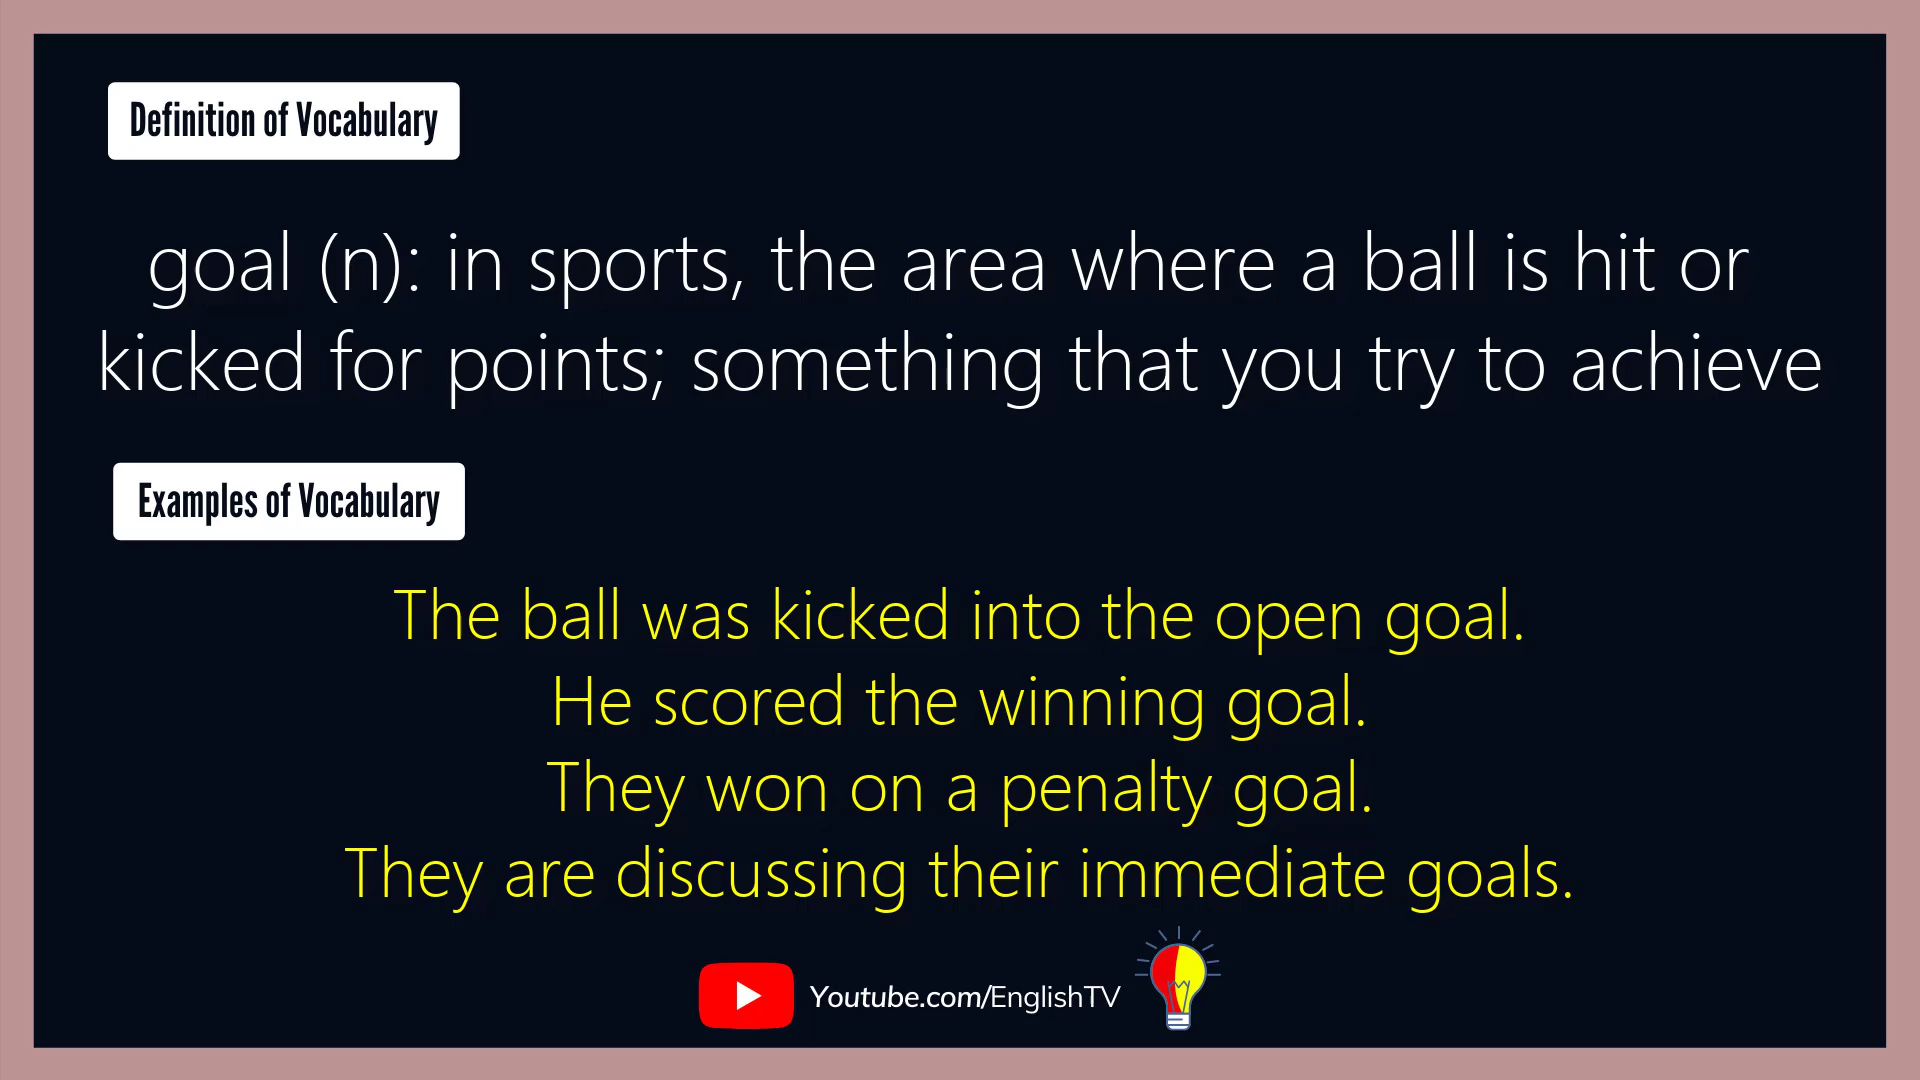 Definition of Vocabulary
goal (n): in sports, the area where a ball is hit or
kicked for points; something that you try to achieve
Examples of Vocabulary
The ball was kicked into the open goal.
He scored the winning goal.
They won on a penalty goal.
They are discussing their immediate goals.
Youtube.com/EnglishTV